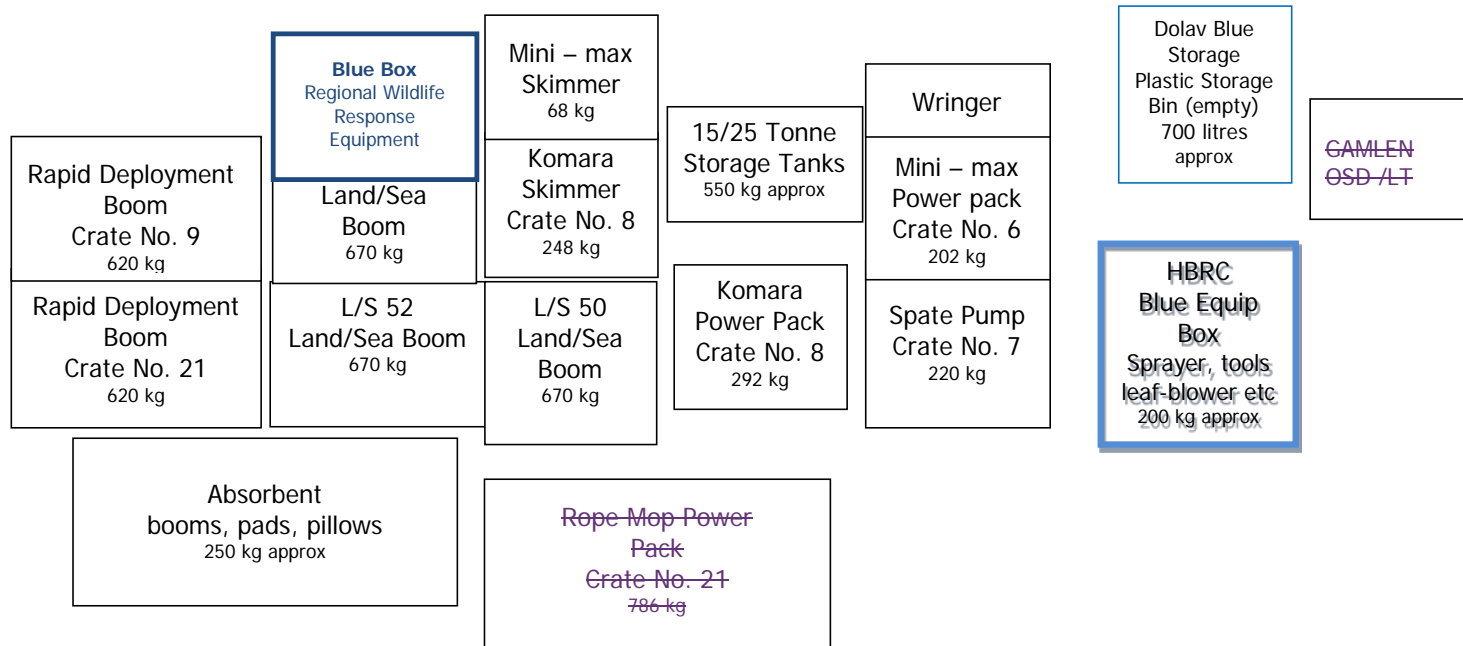 Blue Box
Regional Wildlife
Response
Equipment
Mini – max
Skimmer
68 kg
Dolav Blue
Storage
Plastic Storage
Bin (empty)
700 litres
approx
Wringer
15/25 Tonne
Storage Tanks
550 kg approx
GAMLEN
OSD /LT
Rapid Deployment
Boom
Crate No. 9
620 kg
Land/Sea
Boom
670 kg
Komara
Skimmer
Crate No. 8
248 kg
Mini – max
Power pack
Crate No. 6
202 kg
Rapid Deployment
Boom
Crate No. 21
620 kg
L/S 52
Land/Sea Boom
670 kg
L/S 50
Land/Sea
Boom
670 kg
Komara
Power Pack
Crate No. 8
292 kg
Spate Pump
Crate No. 7
220 kg
HBRC
Blue Equip
Box
Sprayer, tools
leaf-blower etc
200 kg approx
Absorbent
booms, pads, pillows
250 kg approx
Rope Mop Power
Pack
Crate No. 21
786 kg